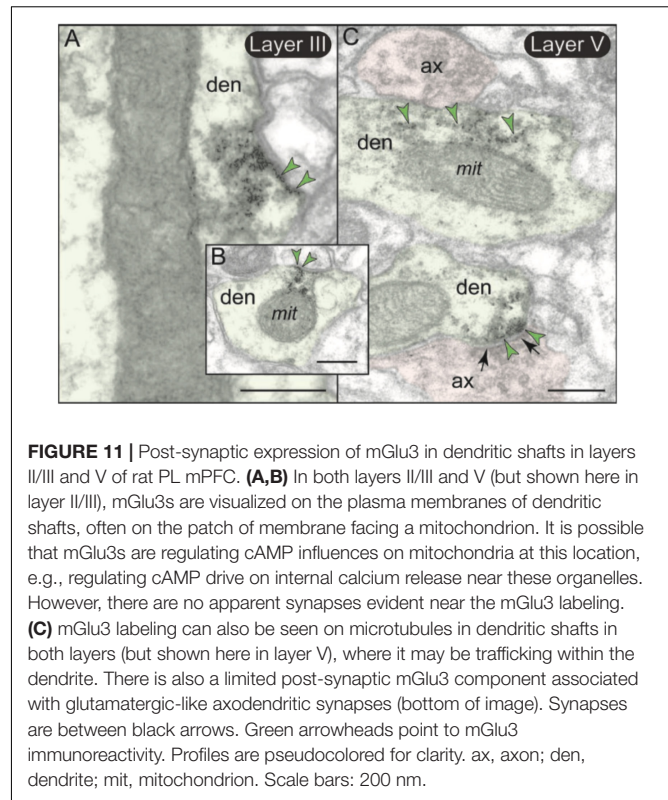 A
Layer III
C
Layer V
den
ax
den
mit
B
den
mit
den
ax
FIGURE 11 | Post-synaptic expression of mGlu3 in dendritic shafts in layers
II/III and V of rat PL mPFC. (A,B) In both layers II/III and V (but shown here in
layer II/III), mGlu3s are visualized on the plasma membranes of dendritic
shafts, often on the patch of membrane facing a mitochondrion. It is possible
that mGlu3s are regulating cAMP influences on mitochondria at this location,
e.g., regulating cAMP drive on internal calcium release near these organelles.
However, there are no apparent synapses evident near the mGlu3 labeling.
(C) mGlu3 labeling can also be seen on microtubules in dendritic shafts in
both layers (but shown here in layer V), where it may be trafficking within the
dendrite. There is also a limited post-synaptic mGlu3 component associated
with glutamatergic-like axodendritic synapses (bottom of image). Synapses
are between black arrows. Green arrowheads point to mGlu3
immunoreactivity. Profiles are pseudocolored for clarity. ax, axon; den,
dendrite; mit, mitochondrion. Scale bars: 200 nm.